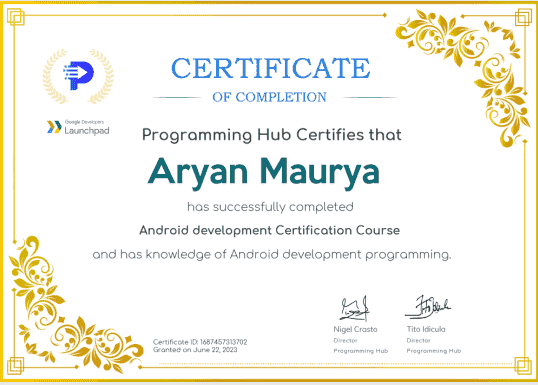 CERTIFICATE
OF COMPLETION
Google Developers
Launchpad
Programming Hub Certifies that
Aryan Maurya
has successfully completed
Android development Certification Course
and has knowledge of Android development programming.
Nigel Crasto
Director
Programming Hub
Tito Idiculo
Director
Programming Hub
Certificate ID: 1687457313702
Granted on June 22, 2023